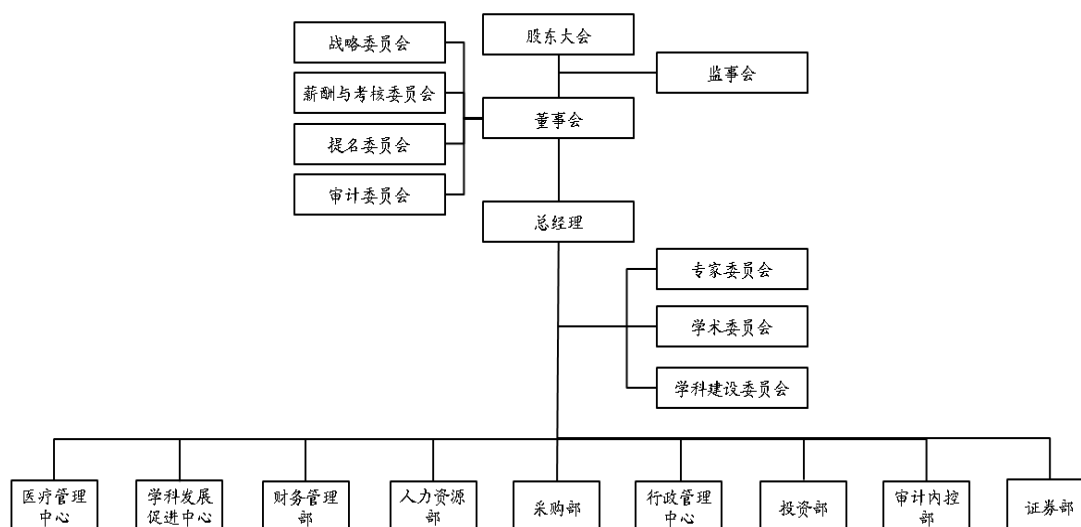 战略委员会
股东大会
薪酬与考核委员会
监事会
提名委员会
董事会
审计委员会
总经理
专家委员会
学术委员会
学科建设委员会
医疗管理
中心
学科发展
促进中心
财务管理
部
人力资源
部
采购部
行政管理
中心
投资部
审计内控
部
证券部